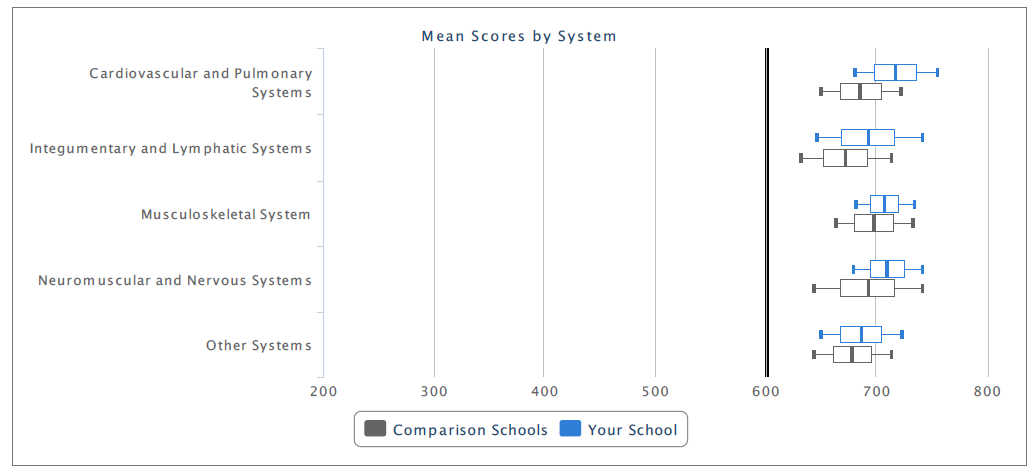 Mean Scores by System
Cardiovascular and Pulmonary
Systems
Integumentary and Lymphatic Systems
Musculoskeletal System
Neuromuscular and Nervous Systems
Other Systems
200 300 400 500 600 700 800
Comparison Schools Your School